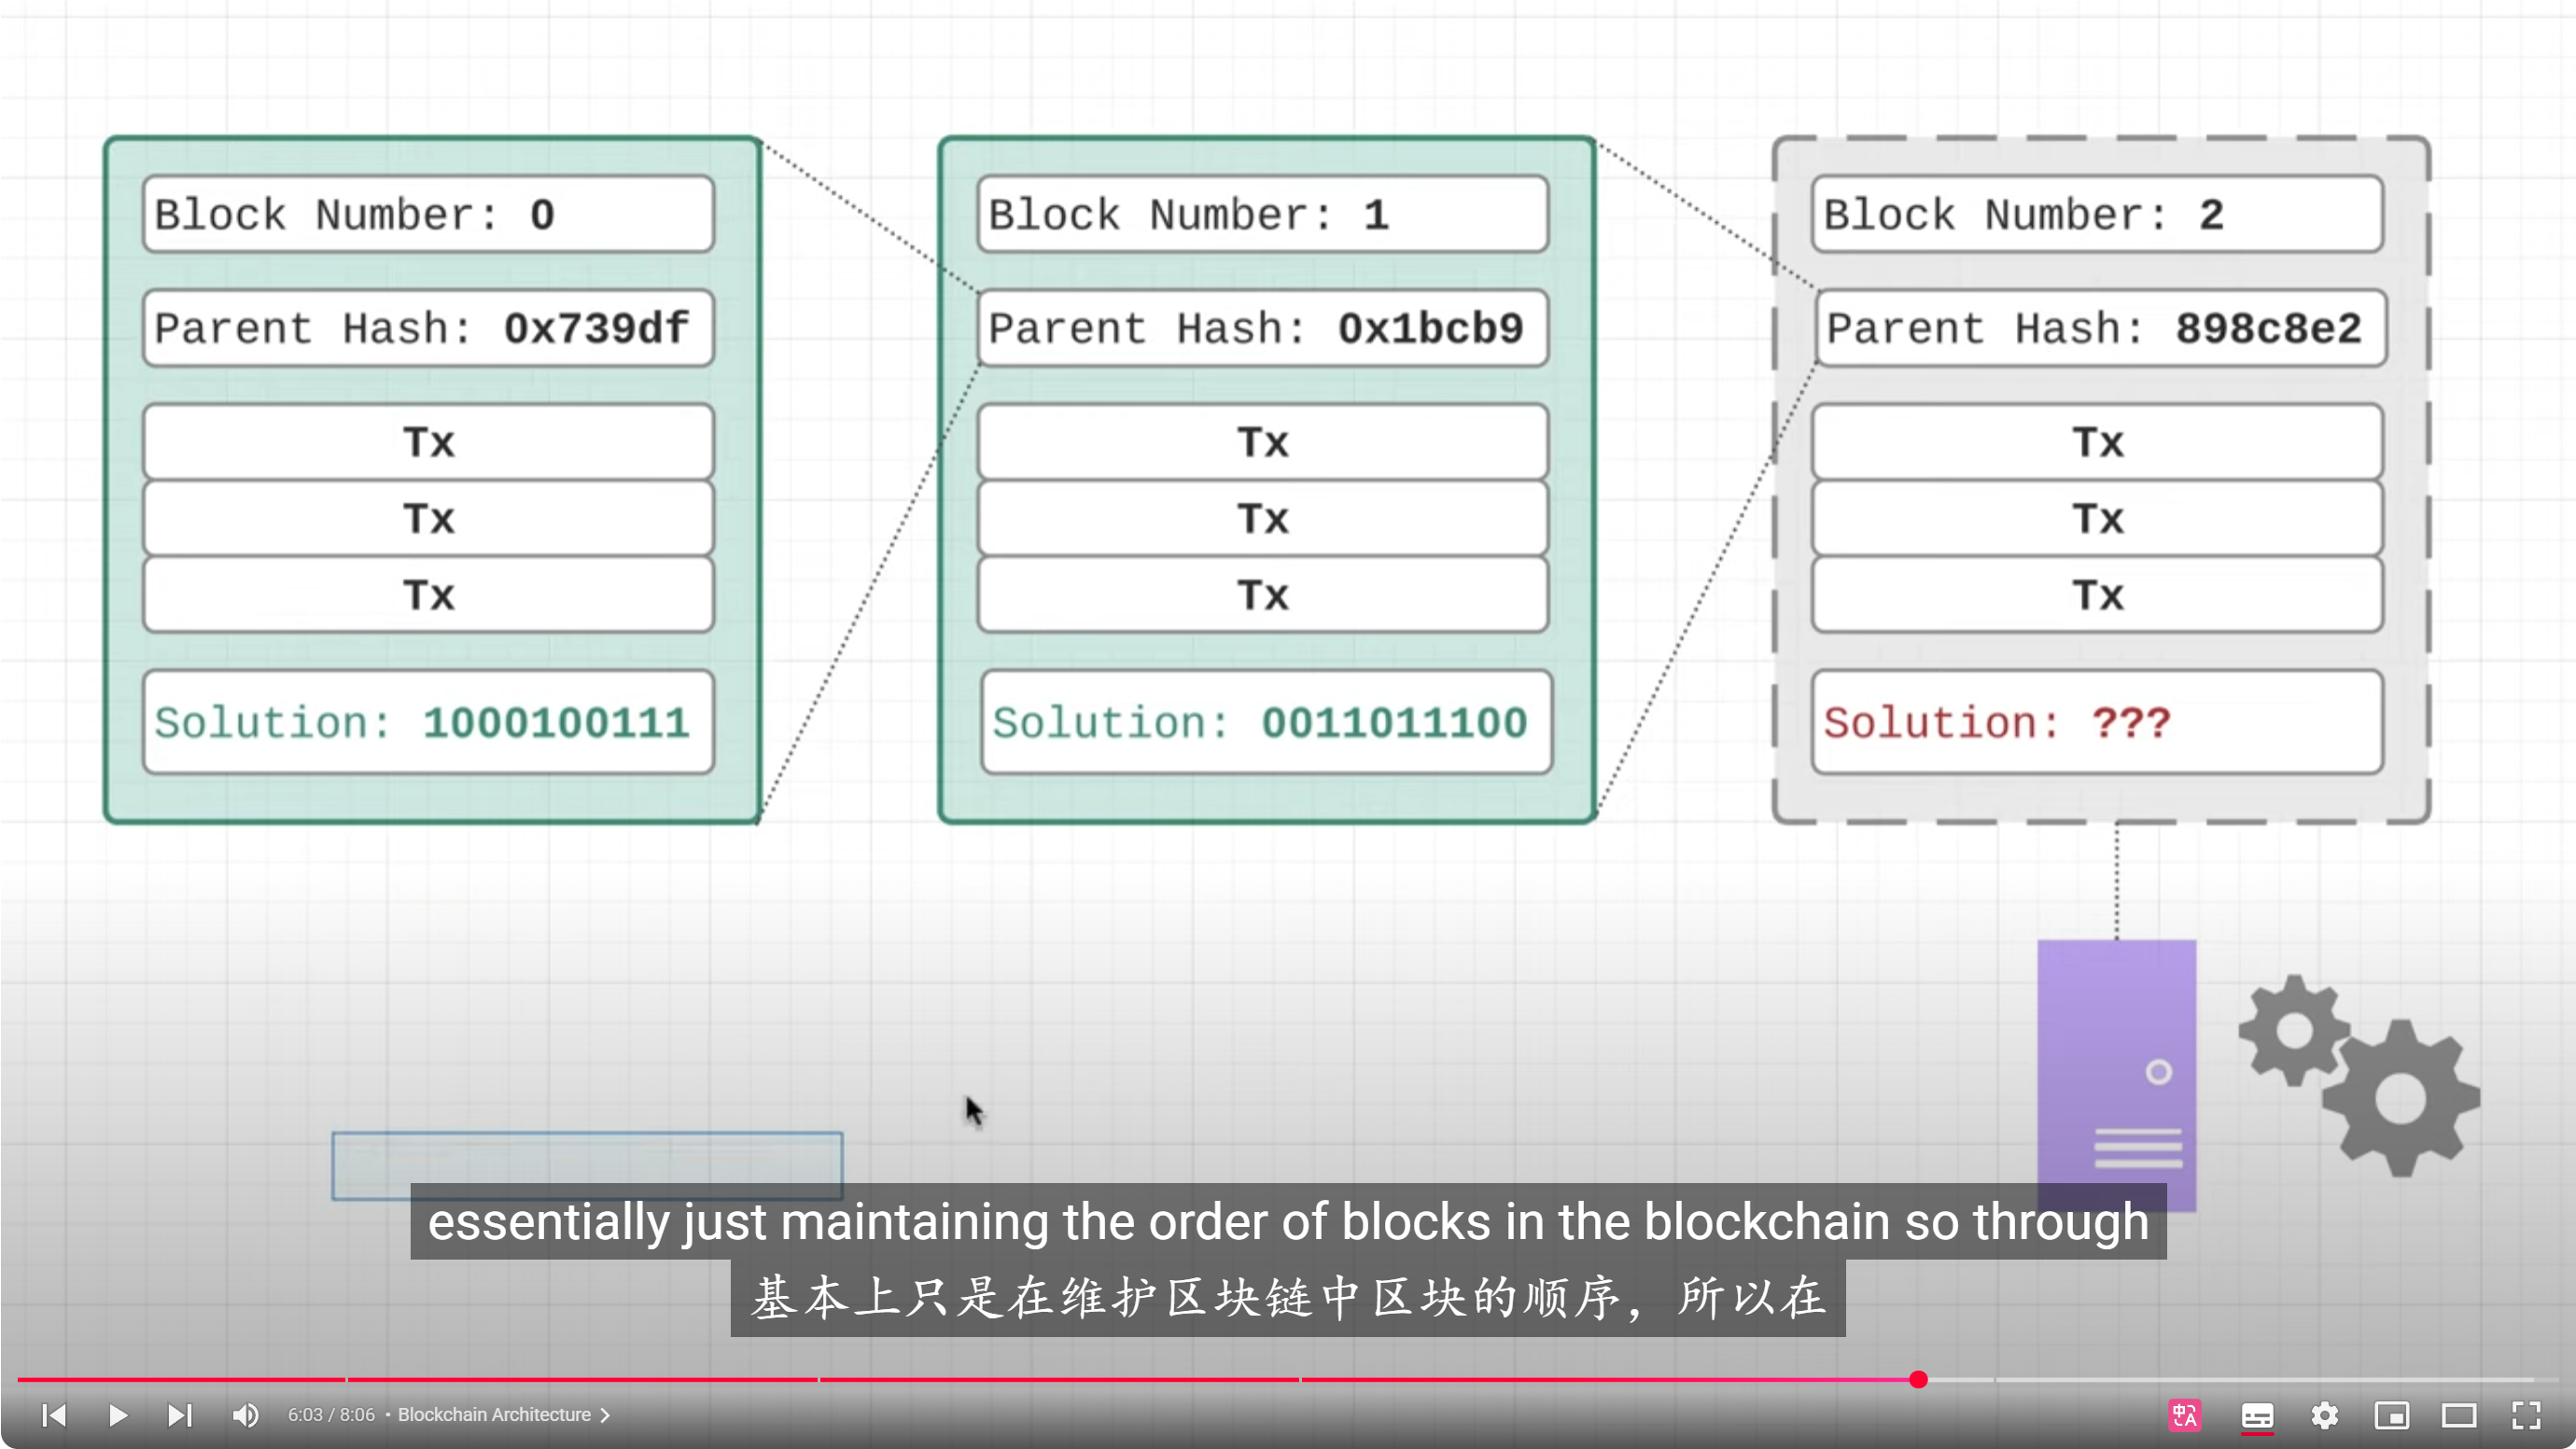 Block Number: 0
Parent Hash: 0x739df
Tx
Tx
Tx
Solution: 1000100111
Block Number: 1
Parent Hash: 0x1bcb9
Tx
Tx
Tx
Solution: 0011011100
Block Number: 2
Parent Hash: 898c8e2
Tx
Tx
Tx
Solution: ???
essentially just maintaining the order of blocks in the blockchain so through
基本上只是在维护区块链中区块的顺序，所以在
6:03 / 8:06 • Blockchain Architecture
中 A